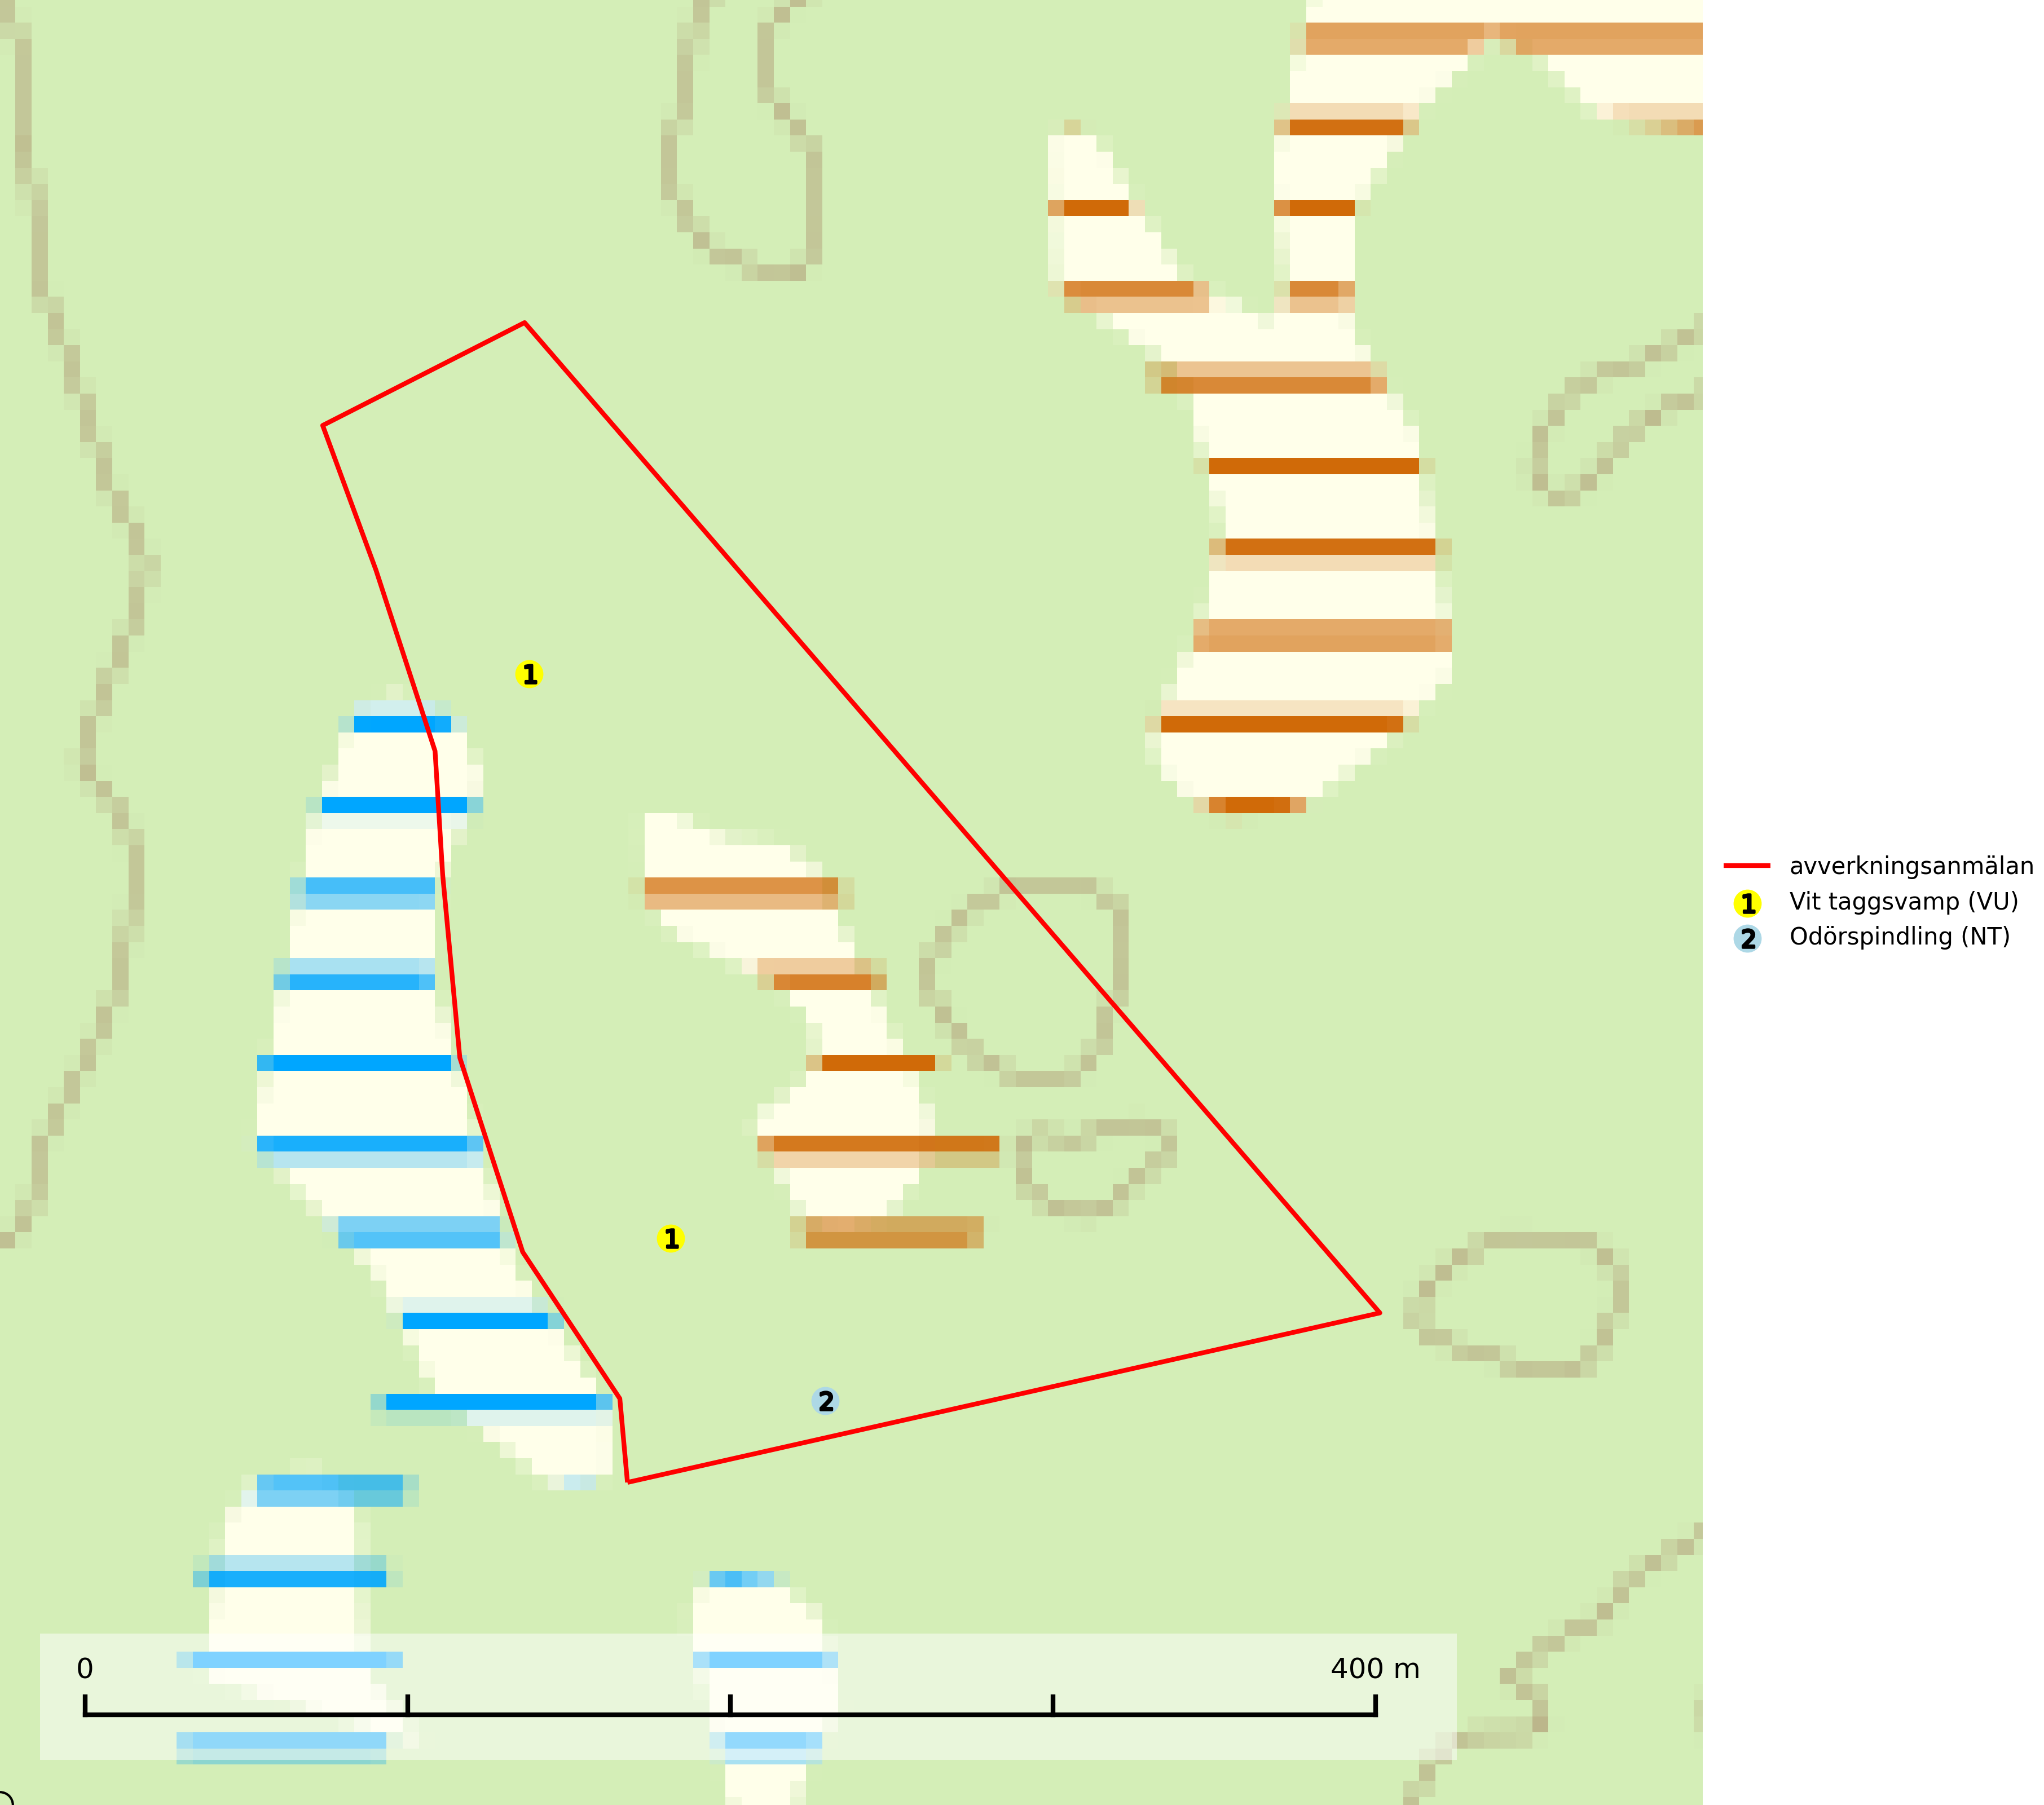 1
1
2
0
400 m
avverkningsanmälan
1 Vit taggsvamp (VU)
2 Odörspindling (NT)